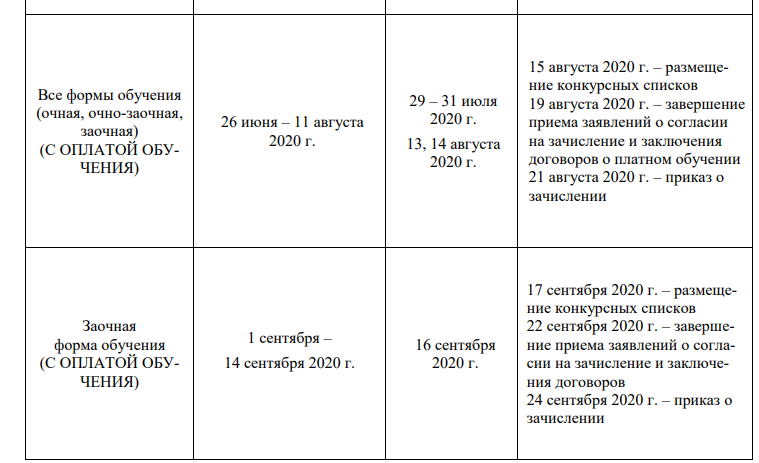 Все формы обучения
(очная, очно-заочная,
заочная)
(С ОПЛАТОЙ ОБУ-
ЧЕНИЯ)
26 июня – 11 августа
2020 г.
29 – 31 июля
2020 г.
13, 14 августа
2020 г.
15 августа 2020 г. – размеще-
ние конкурсных списков
19 августа 2020 г. – завершение
приема заявлений о согласии
на зачисление и заключения
договоров о платном обучении
21 августа 2020 г. – приказ о
зачислении
Заочная
форма обучения
(С ОПЛАТОЙ ОБУ-
ЧЕНИЯ)
1 сентября –
14 сентября 2020 г.
16 сентября
2020 г.
17 сентября 2020 г. – размеще-
ние конкурсных списков
22 сентября 2020 г. – заверше-
ние приема заявлений о согла-
сии на зачисление и заключе-
ния договоров
24 сентября 2020 г. – приказ о
зачислении